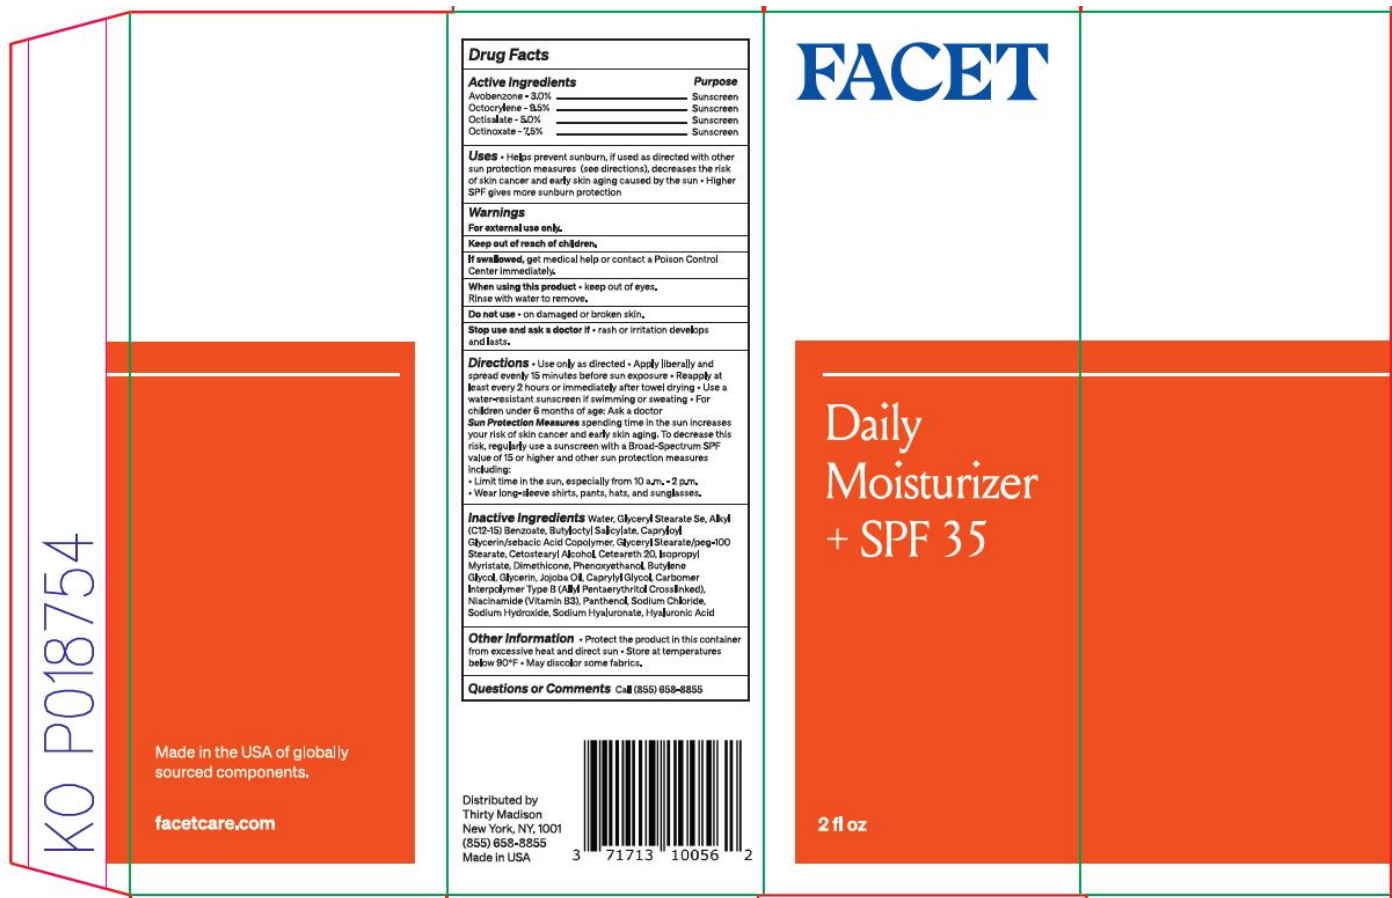 KO P018754
Made in the USA of globally
sourced components.
facetcare.com
Drug Facts
Active Ingredients Purpose
Avobenzone - 3.0% Sunscreen
Octocrylene - 9.5% Sunscreen
Octisalate - 5.0% Sunscreen
Octinoxate - 7.5% Sunscreen
Uses • Helps prevent sunburn, if used as directed with other
sun protection measures (see directions), decreases the risk
of skin cancer and early skin aging caused by the sun • Higher
SPF gives more sunburn protection
Warnings
For external use only.
Keep out of reach of children.
If swallowed, get medical help or contact a Poison Control
Center immediately.
When using this product • keep out of eyes.
Rinse with water to remove.
Do not use • on damaged or broken skin.
Stop use and ask a doctor if • rash or irritation develops
and lasts.
Directions • Use only as directed • Apply liberally and
spread evenly 15 minutes before sun exposure • Reapply at
least every 2 hours or immediately after towel drying • Use a
water-resistant sunscreen if swimming or sweating • For
children under 6 months of age: Ask a doctor
Sun Protection Measures spending time in the sun increases
your risk of skin cancer and early skin aging. To decrease this
risk, regularly use a sunscreen with a Broad-Spectrum SPF
value of 15 or higher and other sun protection measures
including:
• Limit time in the sun, especially from 10 a.m. - 2 p.m.
• Wear long-sleeve shirts, pants, hats, and sunglasses.
Inactive Ingredients Water, Glyceryl Stearate Se, Alkyl
(C12-15) Benzoate, Butyloctyl Salicylate, Capryloyl
Glycerin/sebacic Acid Copolymer, Glyceryl Stearate/peg-100
Stearate, Cetostearyl Alcohol, Ceteareth 20, Isopropyl
Myristate, Dimethicone, Phenoxyethanol, Butylene
Glycol, Glycerin, Jojoba Oil, Caprylyl Glycol, Carbomer
Interpolymer Type B (Allyl Pentaerythritol Crosslinked),
Niacinamide (Vitamin B3), Panthenol, Sodium Chloride,
Sodium Hydroxide, Sodium Hyaluronate, Hyaluronic Acid
Other Information • Protect the product in this container
from excessive heat and direct sun • Store at temperatures
below 90°F • May discolor some fabrics.
Questions or Comments Call (855) 658-8855
Distributed by
Thirty Madison
New York, NY, 1001
(855) 658-8855
Made in USA
3 71713 10056 2
FACET
Daily
Moisturizer
+ SPF 35
2 fl oz